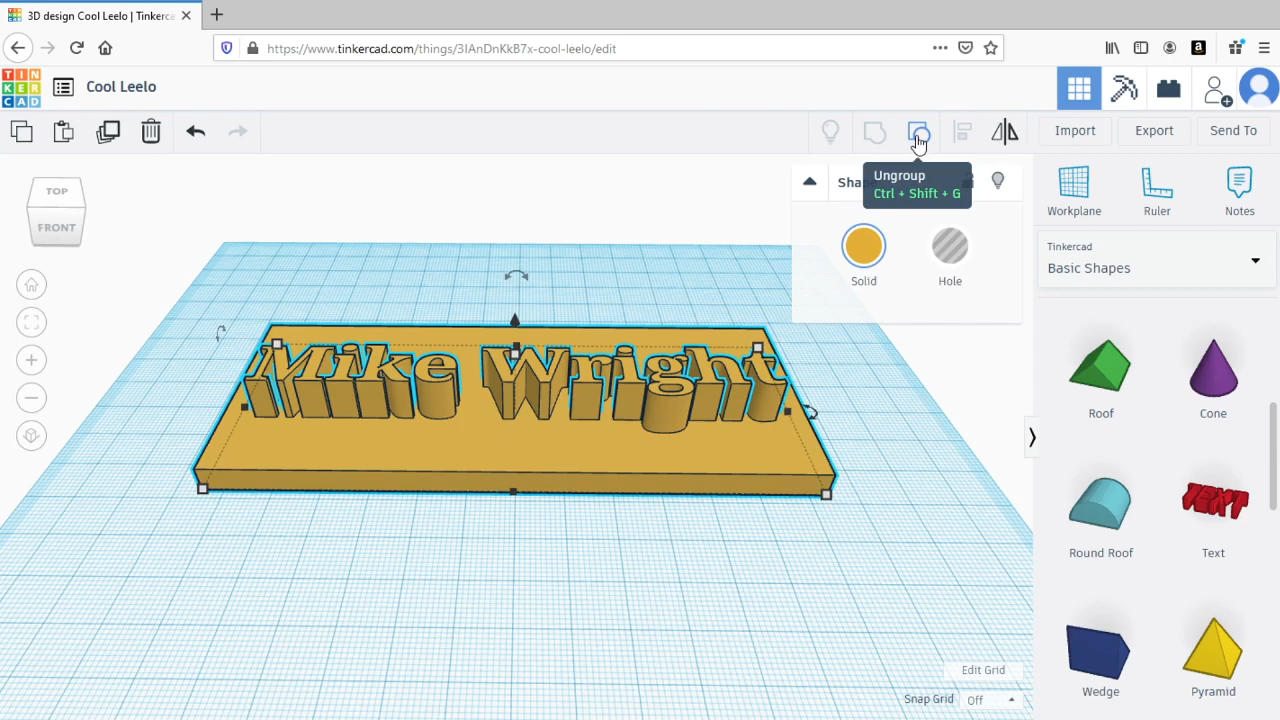 3D design Cool Leelo | Tinkerca
https://www.tinkercad.com/things/3IAnDnKkB7x-cool-leelo/edit
TIN
KER
CAD
Cool Leelo
Import
Export
Send To
Ungroup
Ctrl + Shift + G
Solid
Hole
TOP
FRONT
Mike Wright
Workplane
Ruler
Notes
Tinkercad
Basic Shapes
Roof
Cone
Round Roof
TEXT
Text
Wedge
Pyramid
Edit Grid
Snap Grid
Off